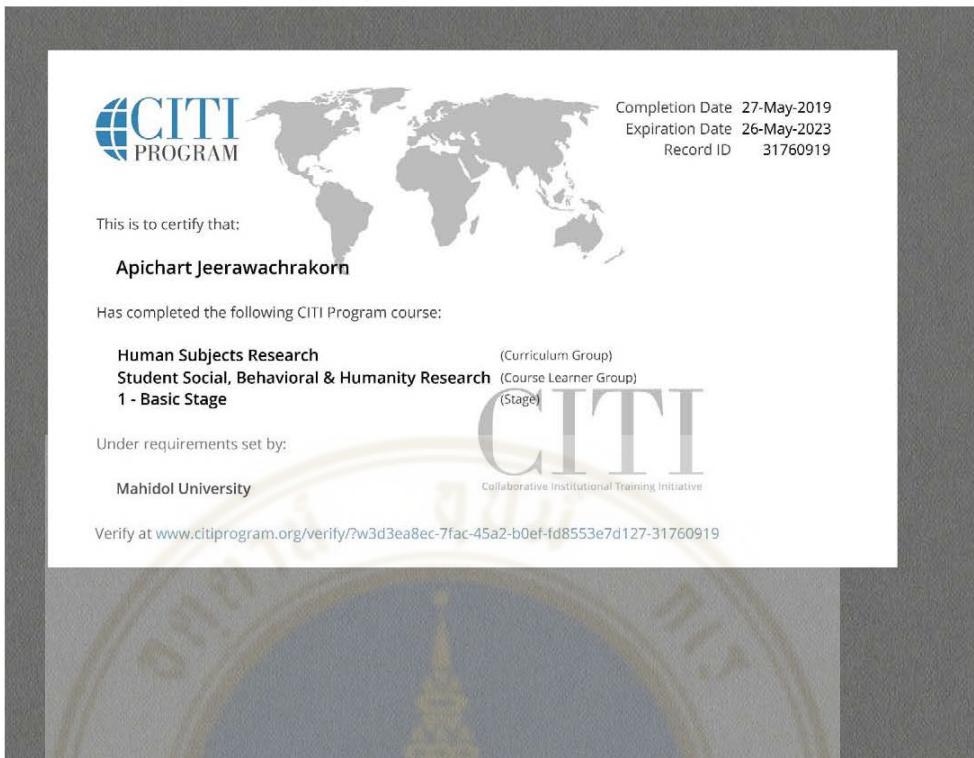 CITI
PROGRAM
Completion Date 27-May-2019
Expiration Date 26-May-2023
Record ID 31760919
This is to certify that:
Apichart Jeerawachrakorn
Has completed the following CITI Program course:
Human Subjects Research (Curriculum Group)
Student Social, Behavioral & Humanity Research (Course Learner Group)
1 - Basic Stage (Stage)
Under requirements set by:
Mahidol University
CITI
Collaborative Institutional Training Initiative
Verify at www.citiprogram.org/verify/?w3d3ea8ec-7fac-45a2-b0ef-fd8553e7d127-31760919